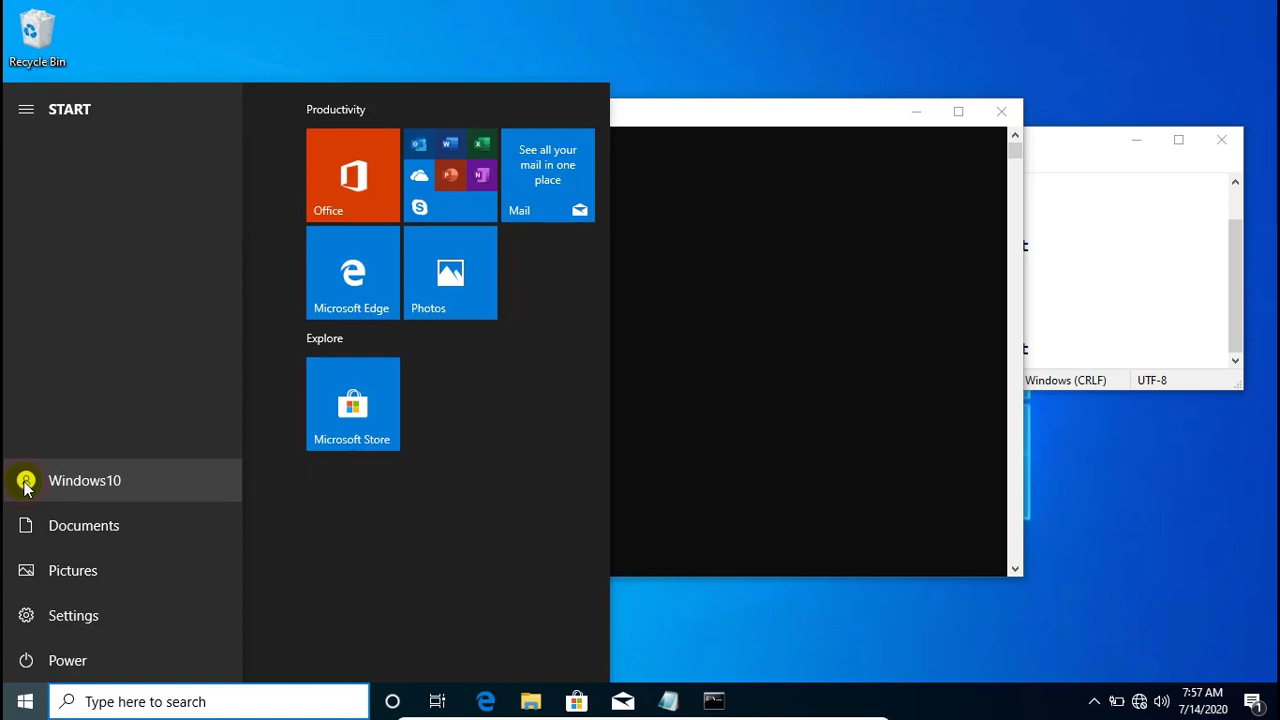 Recycle Bin
START
Productivity
Office
See all your
mail in one
place
Mail
Microsoft Edge
Photos
Explore
Microsoft Store
Windows10
Documents
Pictures
Settings
Power
t
t
Windows (CRLF)
UTF-8
Type here to search
7:57 AM
7/14/2020
1